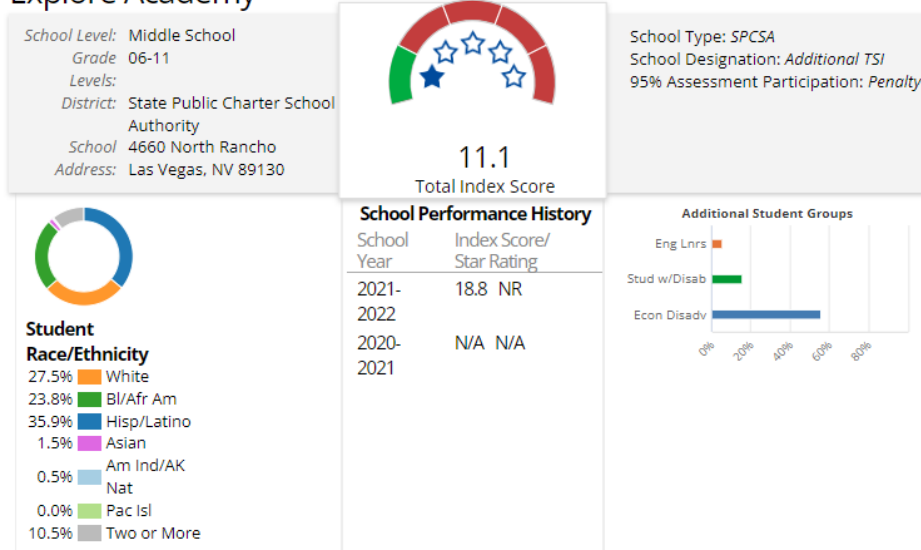 Explore Academy
School Level: Middle School
Grade Levels: 06-11
District: State Public Charter School Authority
School Address: 4660 North Rancho
Las Vegas, NV 89130
11.1
Total Index Score
School Type: SPCSA
School Designation: Additional TSI
95% Assessment Participation: Penalty
Student
Race/Ethnicity
27.5% White
23.8% Bl/Afr Am
35.9% Hisp/Latino
1.5% Asian
0.5% Am Ind/AK Nat
0.0% Pac Isl
10.5% Two or More
School Performance History
School Year Index Score/ Star Rating
2021-2022 18.8 NR
2020-2021 N/A N/A
Additional Student Groups
Eng Lnrs
Stud w/Disab
Econ Disadv
0% 20% 40% 60% 80%